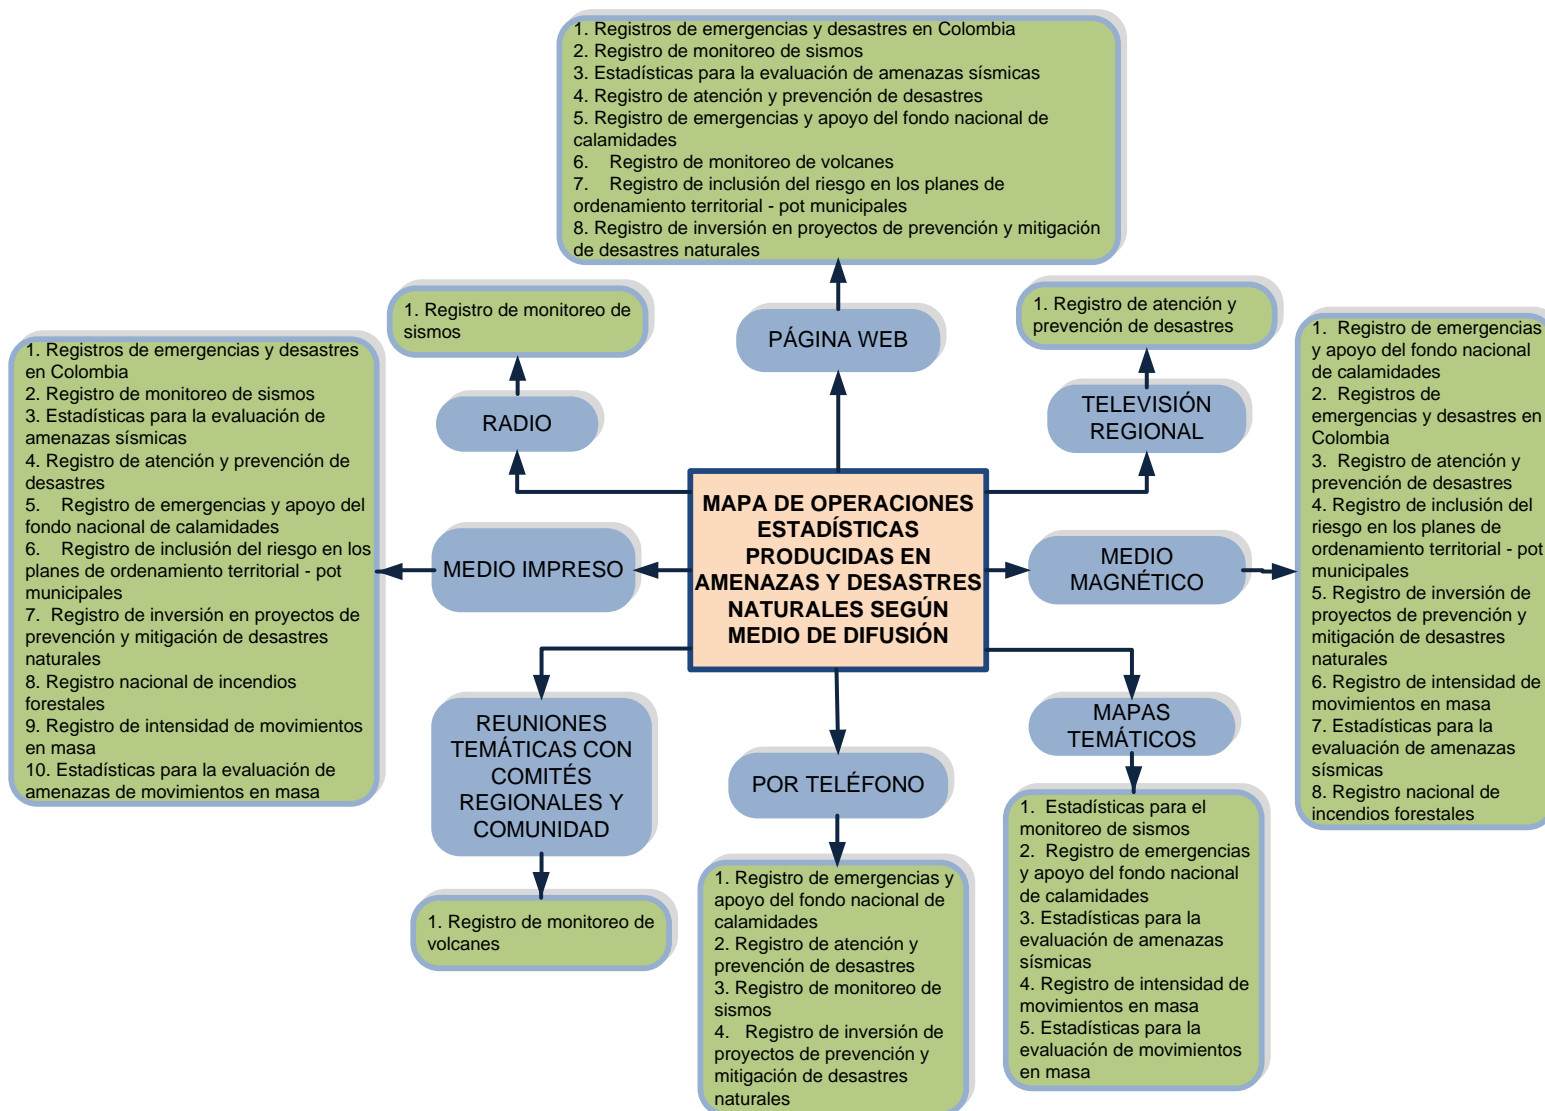 1. Registros de emergencias y desastres en Colombia
2. Registro de monitoreo de sismos
3. Estadísticas para la evaluación de amenazas sísmicas
4. Registro de atención y prevención de desastres
5. Registro de emergencias y apoyo del fondo nacional de
calamidades
6. Registro de monitoreo de volcanes
7. Registro de inclusión del riesgo en los planes de
ordenamiento territorial - pot municipales
8. Registro de inversión en proyectos de prevención y mitigación
de desastres naturales
PÁGINA WEB
1. Registro de monitoreo de
sismos
RADIO
1. Registro de atención y
prevención de desastres
TELEVISIÓN
REGIONAL
1. Registros de emergencias y desastres
en Colombia
2. Registro de monitoreo de sismos
3. Estadísticas para la evaluación de
amenazas sísmicas
4. Registro de atención y prevención de
desastres
5. Registro de emergencias y apoyo del
fondo nacional de calamidades
6. Registro de inclusión del riesgo en los
planes de ordenamiento territorial - pot
municipales
7. Registro de inversión en proyectos de
prevención y mitigación de desastres
naturales
8. Registro nacional de incendios
forestales
9. Registro de intensidad de movimientos
en masa
10. Estadísticas para la evaluación de
amenazas de movimientos en masa
MEDIO IMPRESO
MAPA DE OPERACIONES
ESTADÍSTICAS
PRODUCIDAS EN
AMENAZAS Y DESASTRES
NATURALES SEGÚN
MEDIO DE DIFUSIÓN
MEDIO
MAGNÉTICO
1. Registro de emergencias
y apoyo del fondo nacional
de calamidades
2. Registros de
emergencias y desastres en
Colombia
3. Registro de atención y
prevención de desastres
4. Registro de inclusión del
riesgo en los planes de
ordenamiento territorial - pot
municipales
5. Registro de inversión de
proyectos de prevención y
mitigación de desastres
naturales
6. Registro de intensidad de
movimientos en masa
7. Estadísticas para la
evaluación de amenazas
sísmicas
8. Registro nacional de
incendios forestales
REUNIONES
TEMÁTICAS CON
COMITÉS
REGIONALES Y
COMUNIDAD
1. Registro de monitoreo de
volcanes
POR TELÉFONO
1. Registro de emergencias y
apoyo del fondo nacional de
calamidades
2. Registro de atención y
prevención de desastres
3. Registro de monitoreo de
sismos
4. Registro de inversión de
proyectos de prevención y
mitigación de desastres
naturales
MAPAS
TEMÁTICOS
1. Estadísticas para el
monitoreo de sismos
2. Registro de emergencias
y apoyo del fondo nacional
de calamidades
3. Estadísticas para la
evaluación de amenazas
sísmicas
4. Registro de intensidad de
movimientos en masa
5. Estadísticas para la
evaluación de movimientos
en masa